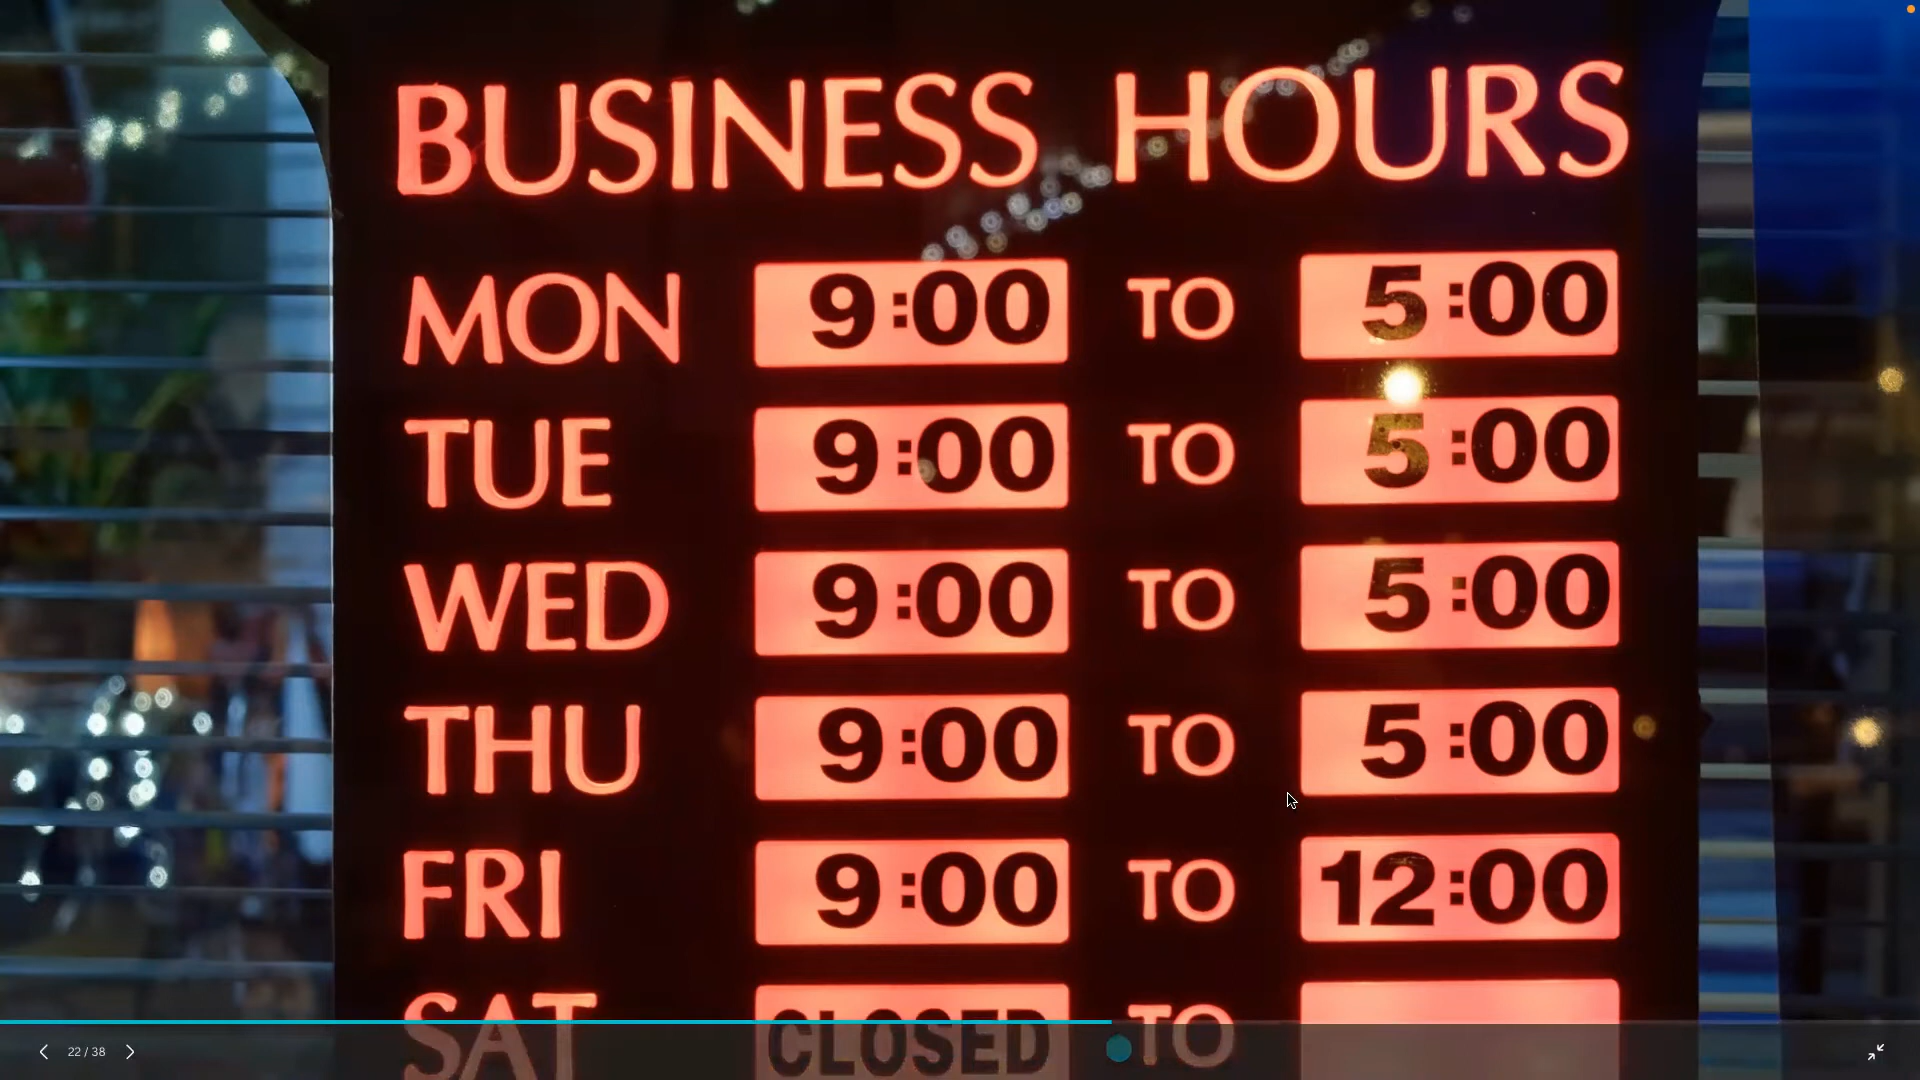 BUSINESS HOURS
MON 9:00 TO 5:00
TUE 9:00 TO 5:00
WED 9:00 TO 5:00
THU 9:00 TO 5:00
FRI 9:00 TO 12:00
SAT CLOSED TO
22 / 38